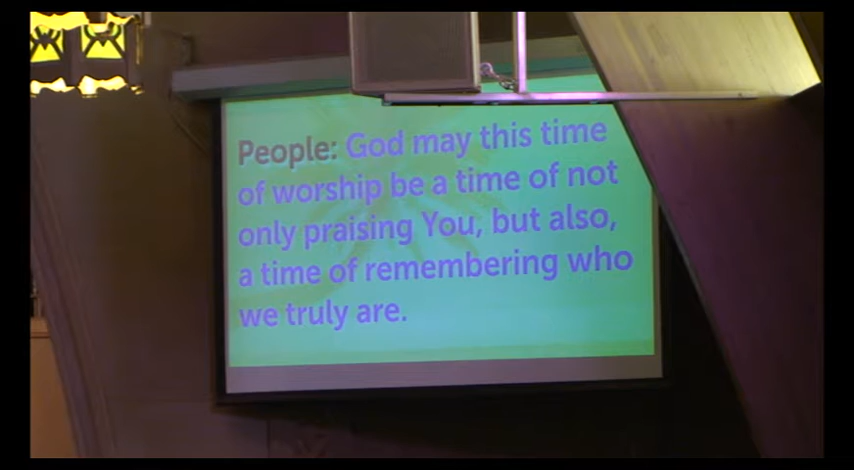 People: God may this time
of worship be a time of not
only praising You, but also,
a time of remembering who
we truly are.